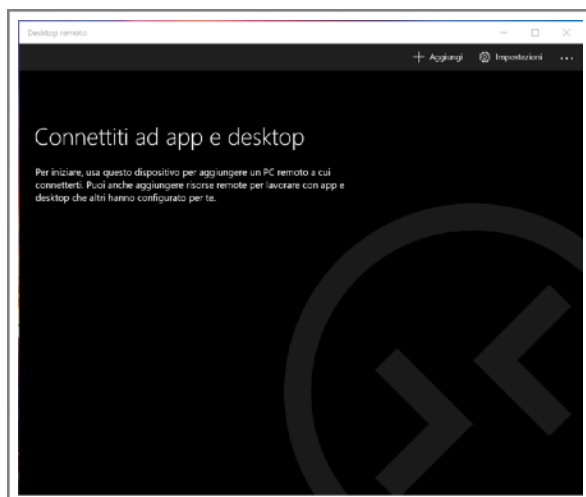 Desktop remoto
Aggiungi
Impostazioni
Connettiti ad app e desktop
Per iniziare, usa questo dispositivo per aggiungere un PC remoto a cui
connetterti. Puoi anche aggiungere risorse remote per lavorare con app e
desktop che altri hanno configurato per te.